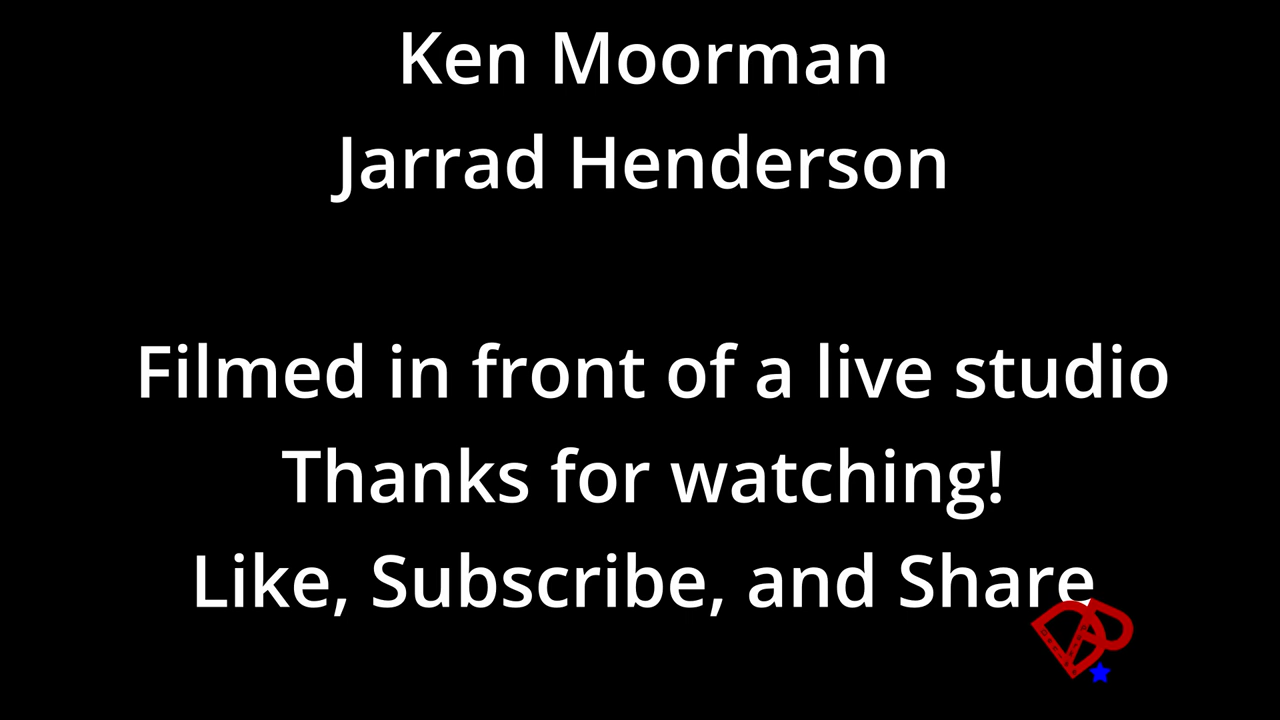 Ken Moorman
Jarrad Henderson
Filmed in front of a live studio
Thanks for watching!
Like, Subscribe, and Share